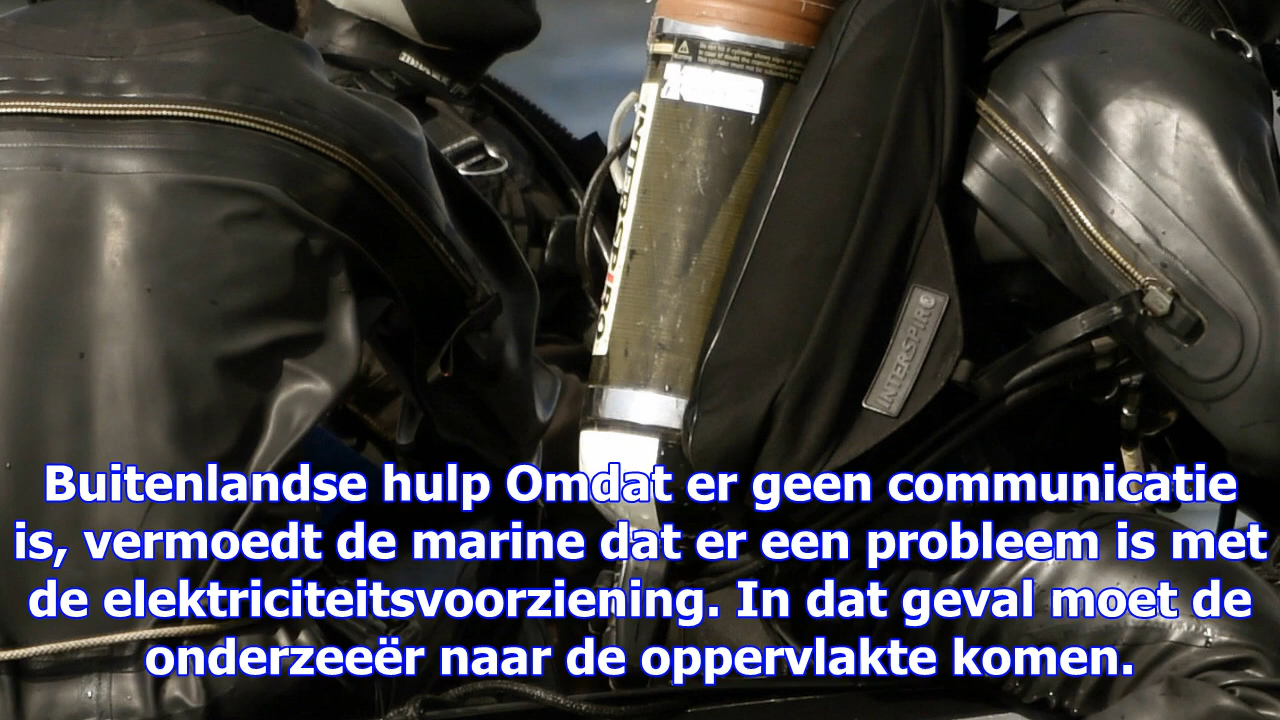 INTERSPIRO
INTERSPIRO
Buitenlandse hulp Omdat er geen communicatie
is, vermoedt de marine dat er een probleem is met
de elektriciteitsvoorziening. In dat geval moet de
onderzeeër naar de oppervlakte komen.